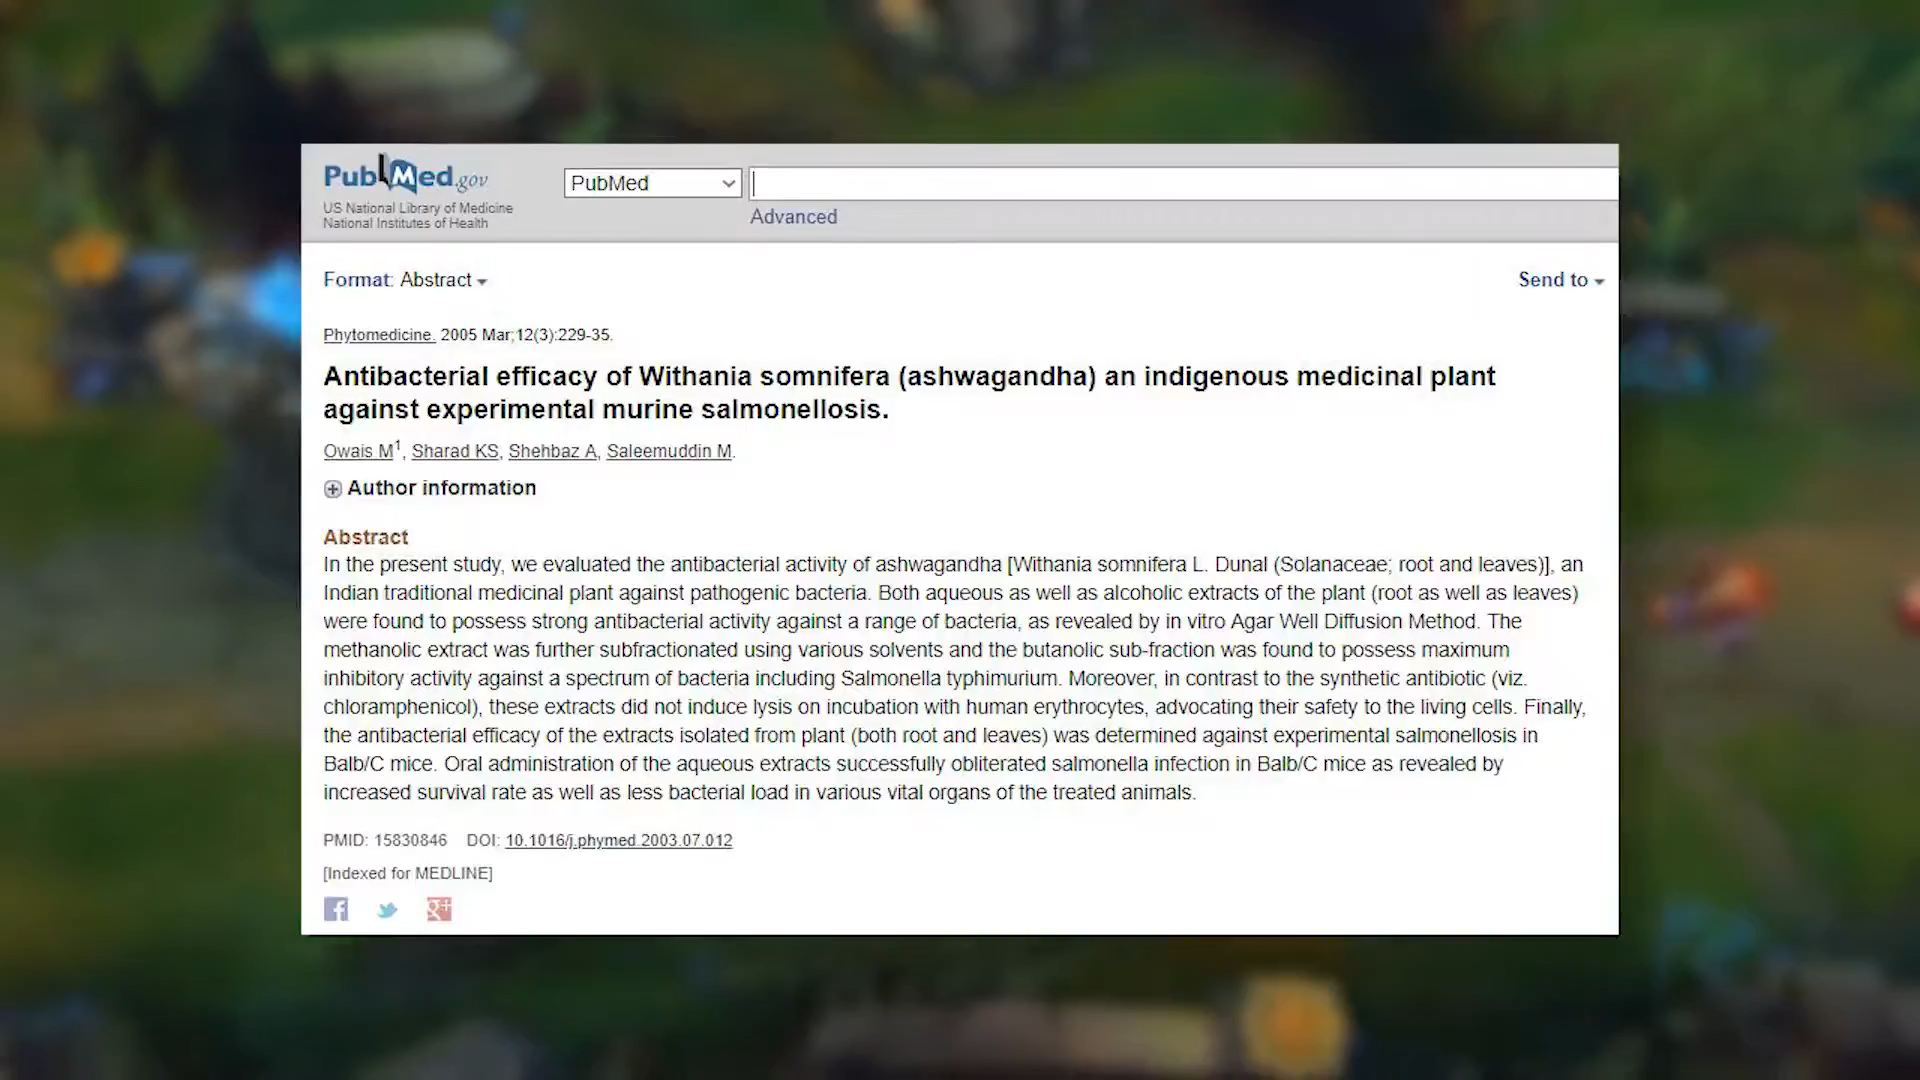 PubMed.gov
US National Library of Medicine
National Institutes of Health
PubMed
Advanced
Format: Abstract
Send to
Phytomedicine. 2005 Mar;12(3):229-35.
Antibacterial efficacy of Withania somnifera (ashwagandha) an indigenous medicinal plant
against experimental murine salmonellosis.
Owais M1, Sharad KS, Shehbaz A, Saleemuddin M.
Author information
Abstract
In the present study, we evaluated the antibacterial activity of ashwagandha [Withania somnifera L. Dunal (Solanaceae; root and leaves)], an
Indian traditional medicinal plant against pathogenic bacteria. Both aqueous as well as alcoholic extracts of the plant (root as well as leaves)
were found to possess strong antibacterial activity against a range of bacteria, as revealed by in vitro Agar Well Diffusion Method. The
methanolic extract was further subfractionated using various solvents and the butanolic sub-fraction was found to possess maximum
inhibitory activity against a spectrum of bacteria including Salmonella typhimurium. Moreover, in contrast to the synthetic antibiotic (viz.
chloramphenicol), these extracts did not induce lysis on incubation with human erythrocytes, advocating their safety to the living cells. Finally,
the antibacterial efficacy of the extracts isolated from plant (both root and leaves) was determined against experimental salmonellosis in
Balb/C mice. Oral administration of the aqueous extracts successfully obliterated salmonella infection in Balb/C mice as revealed by
increased survival rate as well as less bacterial load in various vital organs of the treated animals.
PMID: 15830846 DOI: 10.1016/j.phymed.2003.07.012
[Indexed for MEDLINE]